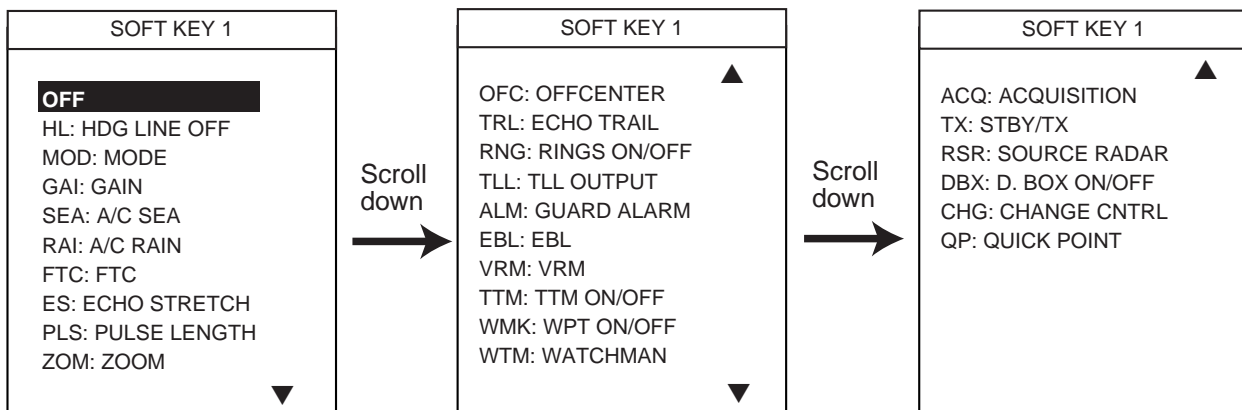 SOFT KEY 1
OFF
HL: HDG LINE OFF
MOD: MODE
GAI: GAIN
SEA: A/C SEA
RAI: A/C RAIN
FTC: FTC
ES: ECHO STRETCH
PLS: PULSE LENGTH
ZOM: ZOOM
Scroll
down
SOFT KEY 1
OFC: OFFCENTER
TRL: ECHO TRAIL
RNG: RINGS ON/OFF
TLL: TLL OUTPUT
ALM: GUARD ALARM
EBL: EBL
VRM: VRM
TTM: TTM ON/OFF
WMK: WPT ON/OFF
WTM: WATCHMAN
Scroll
down
SOFT KEY 1
ACQ: ACQUISITION
TX: STBY/TX
RSR: SOURCE RADAR
DBX: D. BOX ON/OFF
CHG: CHANGE CNTRL
QP: QUICK POINT